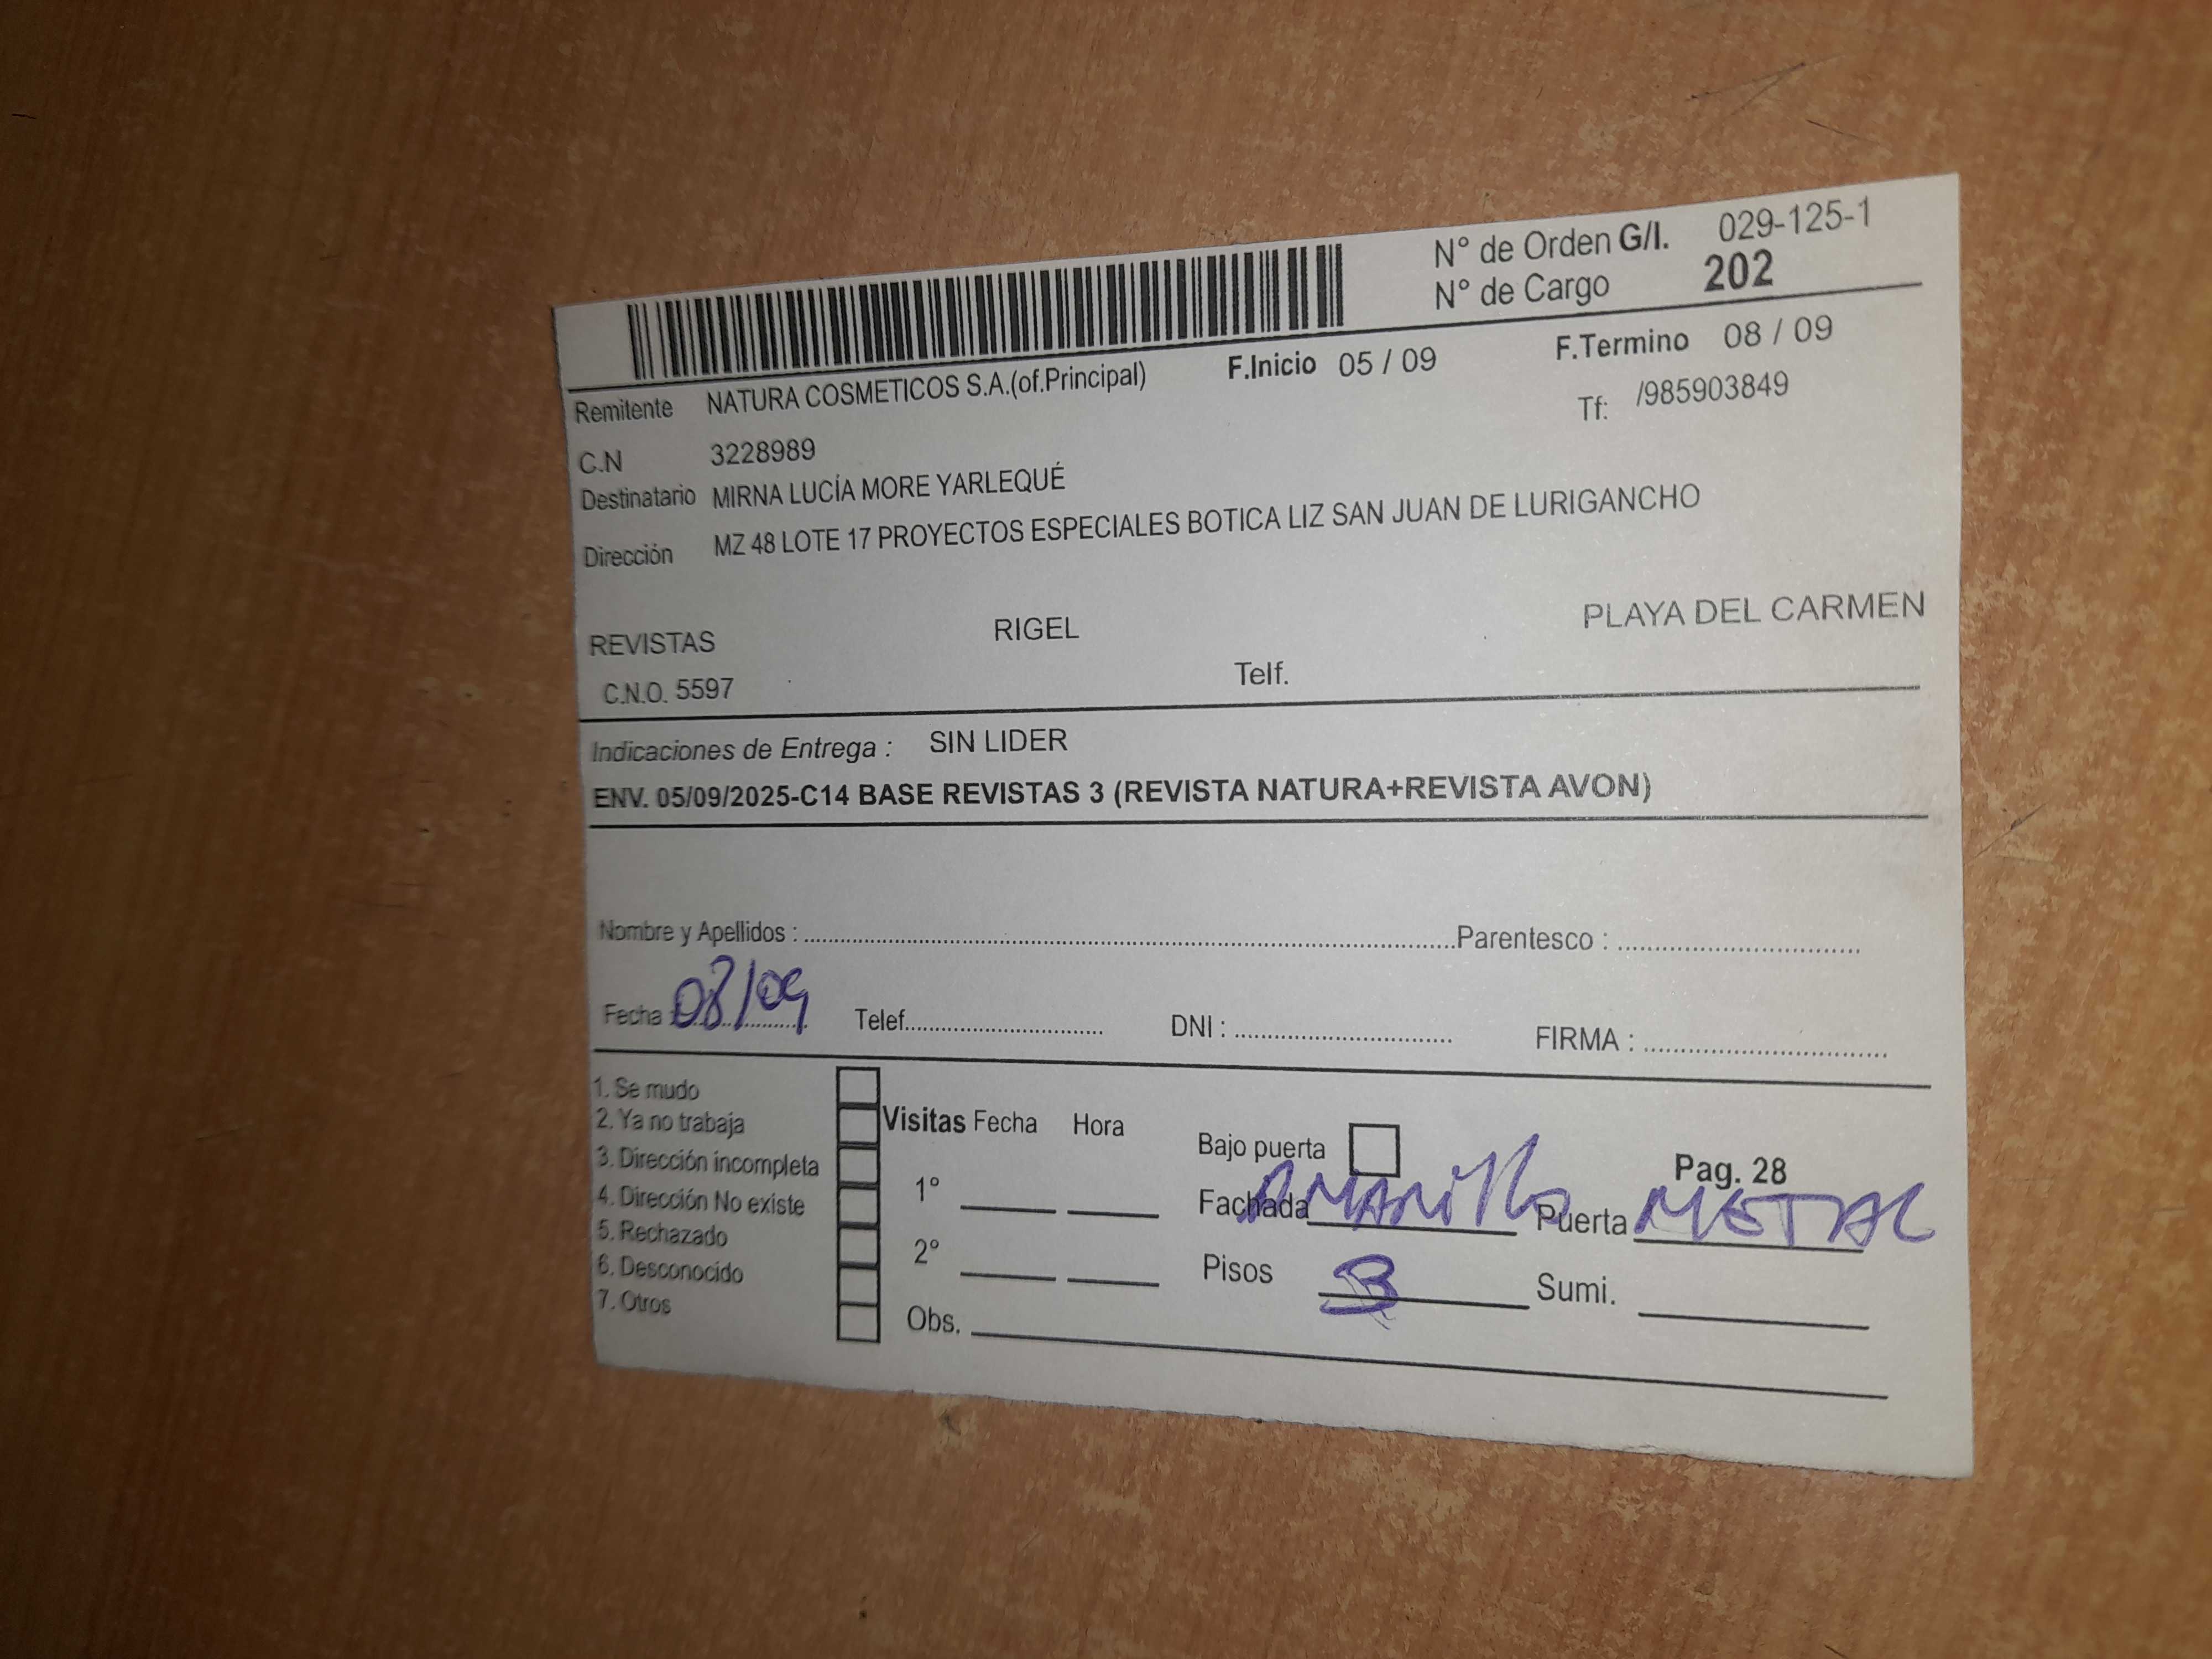 N° de Orden G/I. 029-125-1
N° de Cargo 202
F.Inicio 05 / 09 F.Termino 08 / 09
Remitente NATURA COSMETICOS S.A.(of.Principal) Tf: /985903849
C.N 3228989
Destinatario MIRNA LUCÍA MORE YARLEQUÉ
Dirección MZ 48 LOTE 17 PROYECTOS ESPECIALES BOTICA LIZ SAN JUAN DE LURIGANCHO
REVISTAS RIGEL PLAYA DEL CARMEN
C.N.O. 5597 Telf.
Indicaciones de Entrega : SIN LIDER
ENV. 05/09/2025-C14 BASE REVISTAS 3 (REVISTA NATURA+REVISTA AVON)
Nombre y Apellidos : Parentesco :
Fecha : 08/09 Telef. DNI : FIRMA :
1. Se mudo
2. Ya no trabaja
3. Dirección incompleta
4. Dirección No existe
5. Rechazado
6. Desconocido
7. Otros
Visitas Fecha Hora
1°
2°
Obs.
Bajo puerta Pag. 28
Fachada AMARillo Puerta METAL
Pisos 3 Sumi.